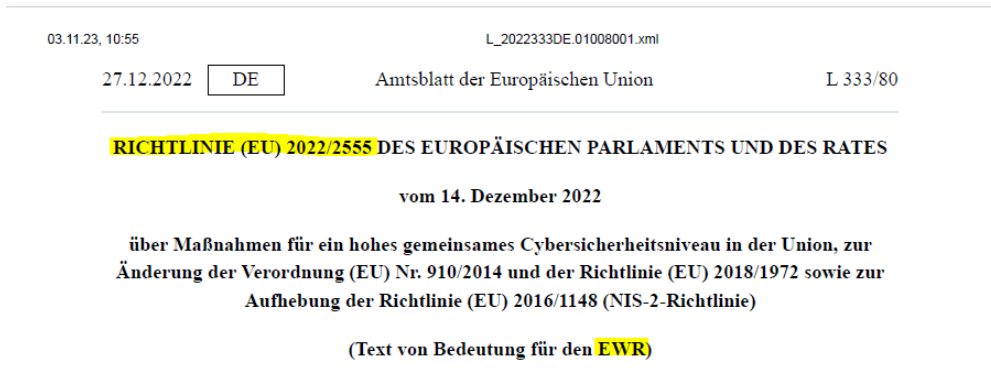 03.11.23, 10:55 L_2022333DE.01008001.xml
27.12.2022 DE Amtsblatt der Europäischen Union L 333/80
RICHTLINIE (EU) 2022/2555 DES EUROPÄISCHEN PARLAMENTS UND DES RATES
vom 14. Dezember 2022
über Maßnahmen für ein hohes gemeinsames Cybersicherheitsniveau in der Union, zur
Änderung der Verordnung (EU) Nr. 910/2014 und der Richtlinie (EU) 2018/1972 sowie zur
Aufhebung der Richtlinie (EU) 2016/1148 (NIS-2-Richtlinie)
(Text von Bedeutung für den EWR)